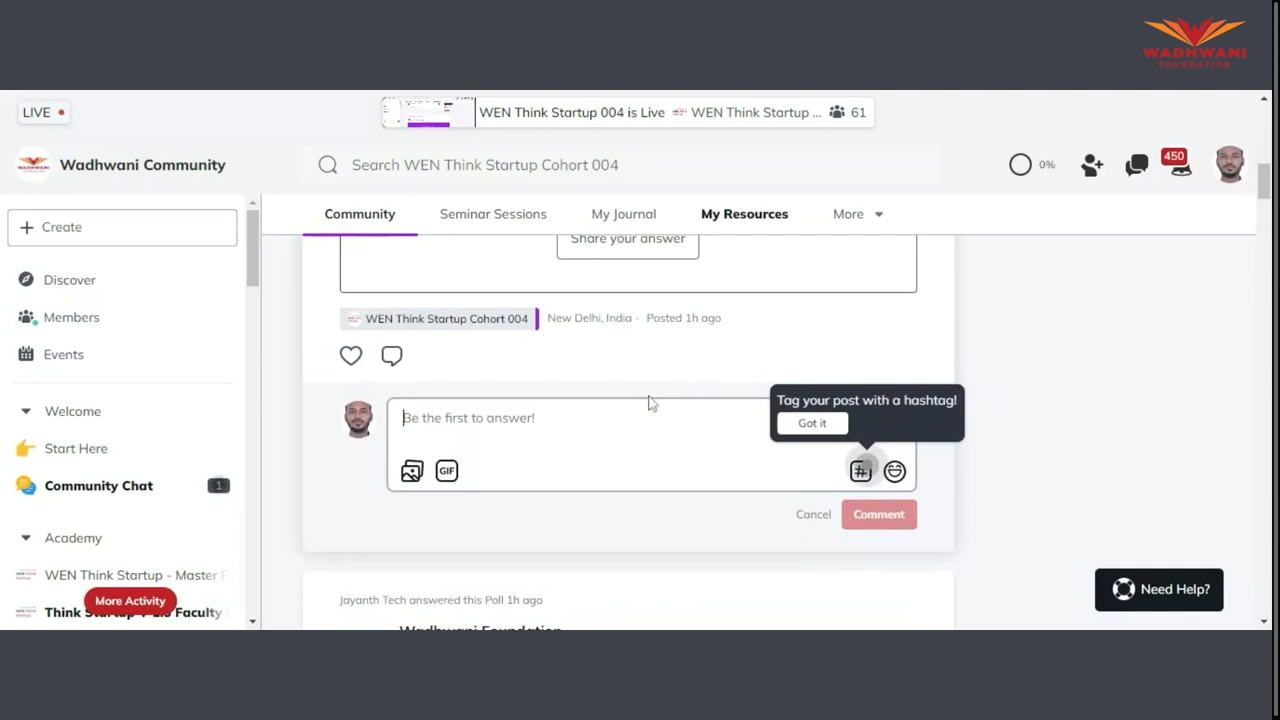 WADHWANI
FOUNDATION
LIVE
WEN Think Startup 004 is Live
WEN Think Startup ...
61
Wadhwani Community
Search WEN Think Startup Cohort 004
0%
450
Create
Community
Seminar Sessions
My Journal
My Resources
More
Share your answer
Discover
Members
Events
WEN Think Startup Cohort 004
New Delhi, India - Posted 1h ago
Tag your post with a hashtag!
Got it
Be the first to answer!
GIF
#
Welcome
Start Here
Community Chat
1
Cancel
Comment
Academy
WEN Think Startup - Master
More Activity
Think Faculty
Need Help?
Jayanth Tech answered this Poll 1h ago
Wadhwani Foundation